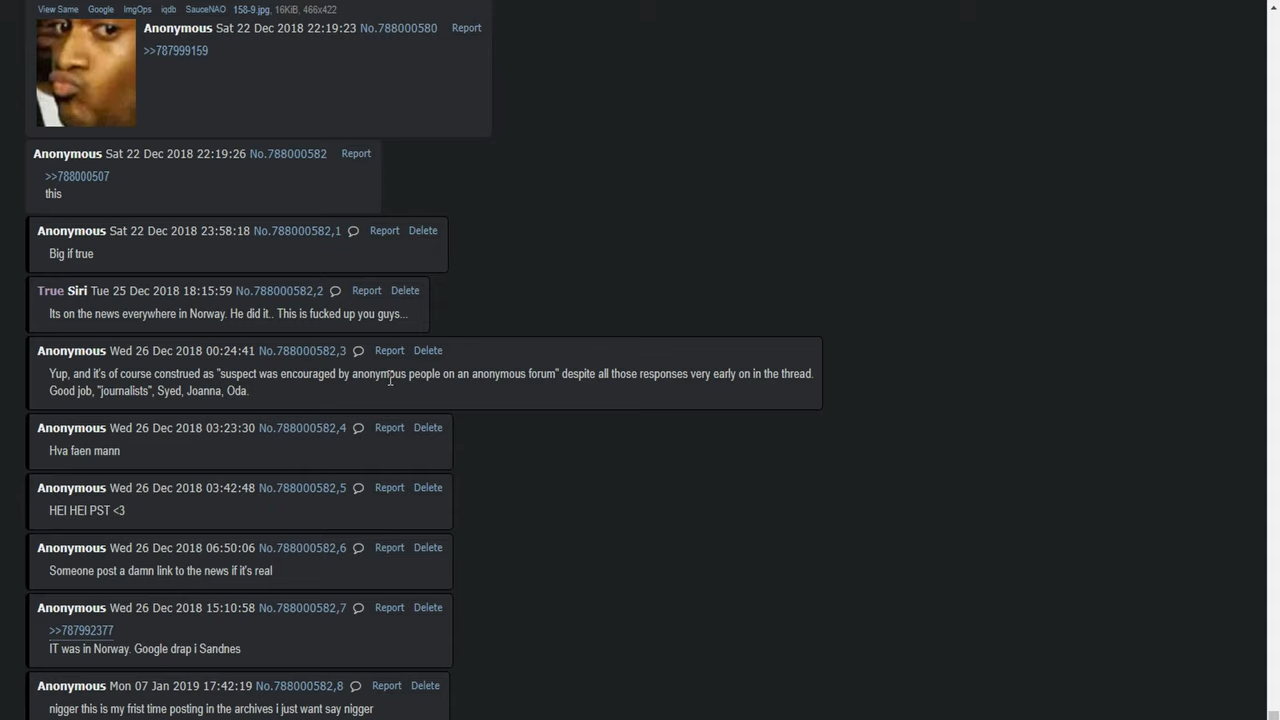 View Same Google ImgOps iqdb SauceNAO 158-9.jpg, 16KiB, 466x422
Anonymous Sat 22 Dec 2018 22:19:23 No.788000580 Report
>>787999159
Anonymous Sat 22 Dec 2018 22:19:26 No.788000582 Report
>>788000507
this
Anonymous Sat 22 Dec 2018 23:58:18 No.788000582,1 Report Delete
Big if true
True Siri Tue 25 Dec 2018 18:15:59 No.788000582,2 Report Delete
Its on the news everywhere in Norway. He did it.. This is fucked up you guys...
Anonymous Wed 26 Dec 2018 00:24:41 No.788000582,3 Report Delete
Yup, and it's of course construed as "suspect was encouraged by anonymous people on an anonymous forum" despite all those responses very early on in the thread.
Good job, "journalists", Syed, Joanna, Oda.
Anonymous Wed 26 Dec 2018 03:23:30 No.788000582,4 Report Delete
Hva faen mann
Anonymous Wed 26 Dec 2018 03:42:48 No.788000582,5 Report Delete
HEI HEI PST <3
Anonymous Wed 26 Dec 2018 06:50:06 No.788000582,6 Report Delete
Someone post a damn link to the news if it's real
Anonymous Wed 26 Dec 2018 15:10:58 No.788000582,7 Report Delete
>>787992377
IT was in Norway. Google drap i Sandnes
Anonymous Mon 07 Jan 2019 17:42:19 No.788000582,8 Report Delete
nigger this is my frist time posting in the archives i just want say nigger